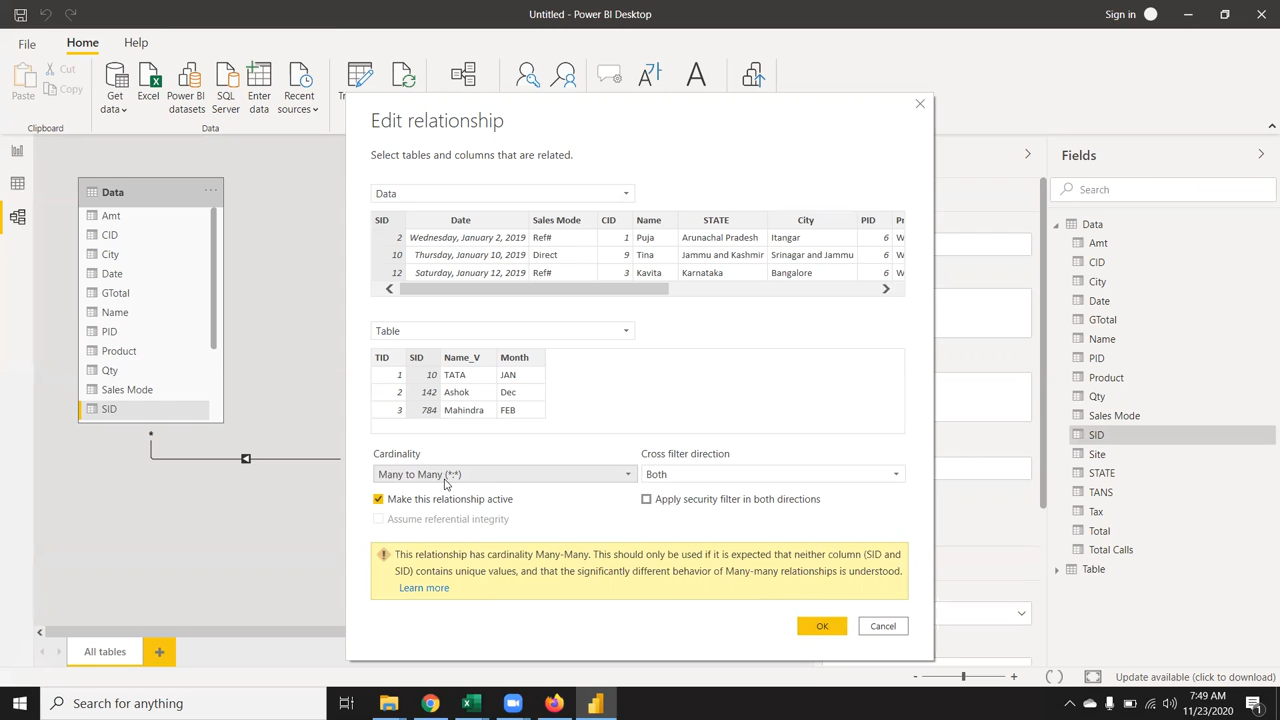 Untitled - Power BI Desktop
Sign in
File
Home
Help
Paste
Cut
Copy
Get data
Excel
Power BI datasets
SQL Server
Enter data
Recent sources
Clipboard
Data
Edit relationship
Select tables and columns that are related.
Data
SID Date Sales Mode CID Name STATE City PID
2 Wednesday, January 2, 2019 Ref# 1 Puja Arunachal Pradesh Itangar 6 W
10 Thursday, January 10, 2019 Direct 9 Tina Jammu and Kashmir Srinagar and Jammu 6 W
12 Saturday, January 12, 2019 Ref# 3 Kavita Karnataka Bangalore 6 W
Table
TID SID Name_V Month
1 10 TATA JAN
2 142 Ashok Dec
3 784 Mahindra FEB
Cardinality
Many to Many (*:*)
Cross filter direction
Both
Make this relationship active
Apply security filter in both directions
Assume referential integrity
This relationship has cardinality Many-Many. This should only be used if it is expected that neither column (SID and
SID) contains unique values, and that the significantly different behavior of Many-many relationships is understood.
Learn more
OK
Cancel
Data
Amt
CID
City
Date
GTotal
Name
PID
Product
Qty
Sales Mode
SID
*
Fields
Search
Data
Amt
CID
City
Date
GTotal
Name
PID
Product
Qty
Sales Mode
SID
Site
STATE
TANS
Tax
Total
Total Calls
Table
All tables
Update available (click to download)
Search for anything
7:49 AM
11/23/2020